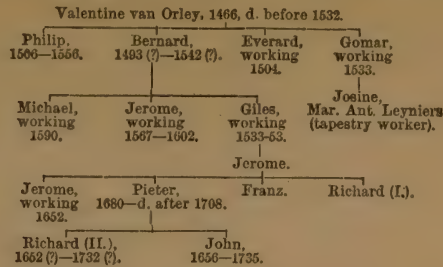 Valentine van Orley, 1466, d. before 1532.
Philip, Bernard, Everard, Gomar,
1566—1556. 1493 (?)—1542 (?). working working
1504. 1533.
Josine,
Michael, Jerome, Giles, Mar. Ant. Leyniers
working working working (tapestry worker).
1590. 1567—1602. 1533-53.
Jerome.
Jerome, Pieter, Franz. Richard (I.).
working 1680—d. after 1708.
1652.
Richard (II.), John,
1652 (?)—1732 (?). 1656—1735.